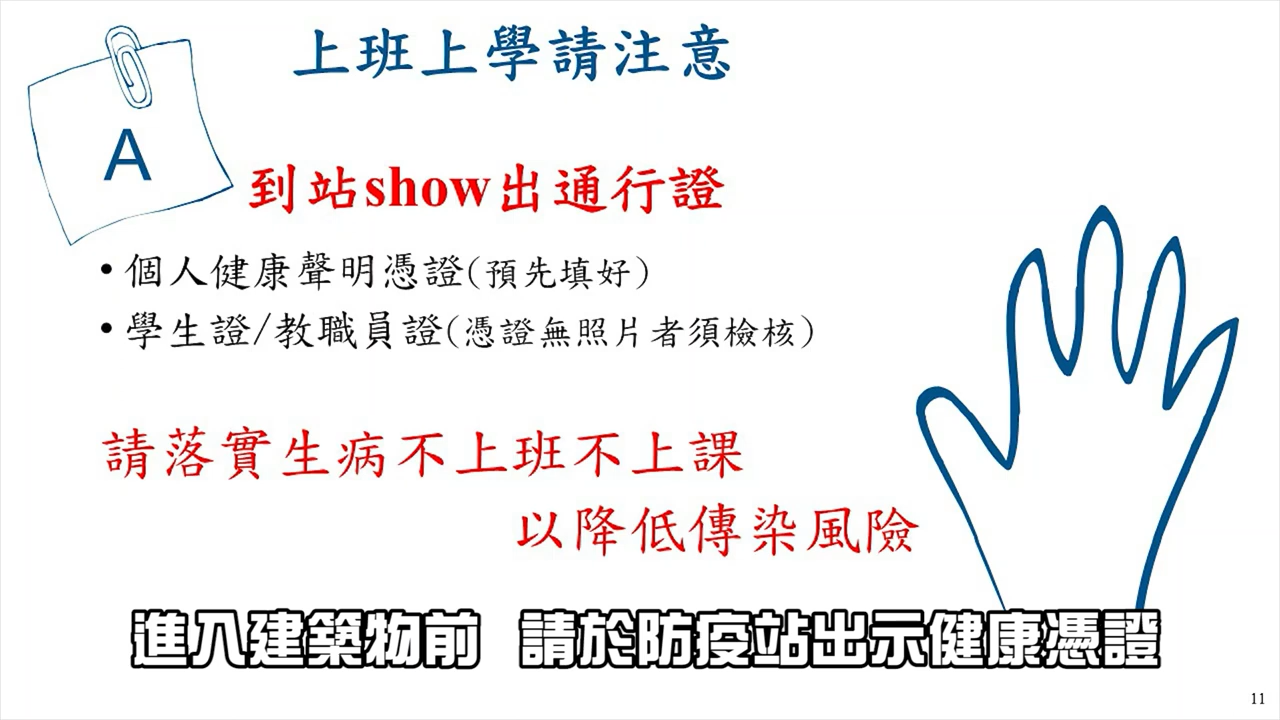 上班上學請注意
A
到站show出通行證
• 個人健康聲明憑證(預先填好)
• 學生證/教職員證(憑證無照片者須檢核)
請落實生病不上班不上課
以降低傳染風險
進入建築物前 請於防疫站出示健康憑證
11